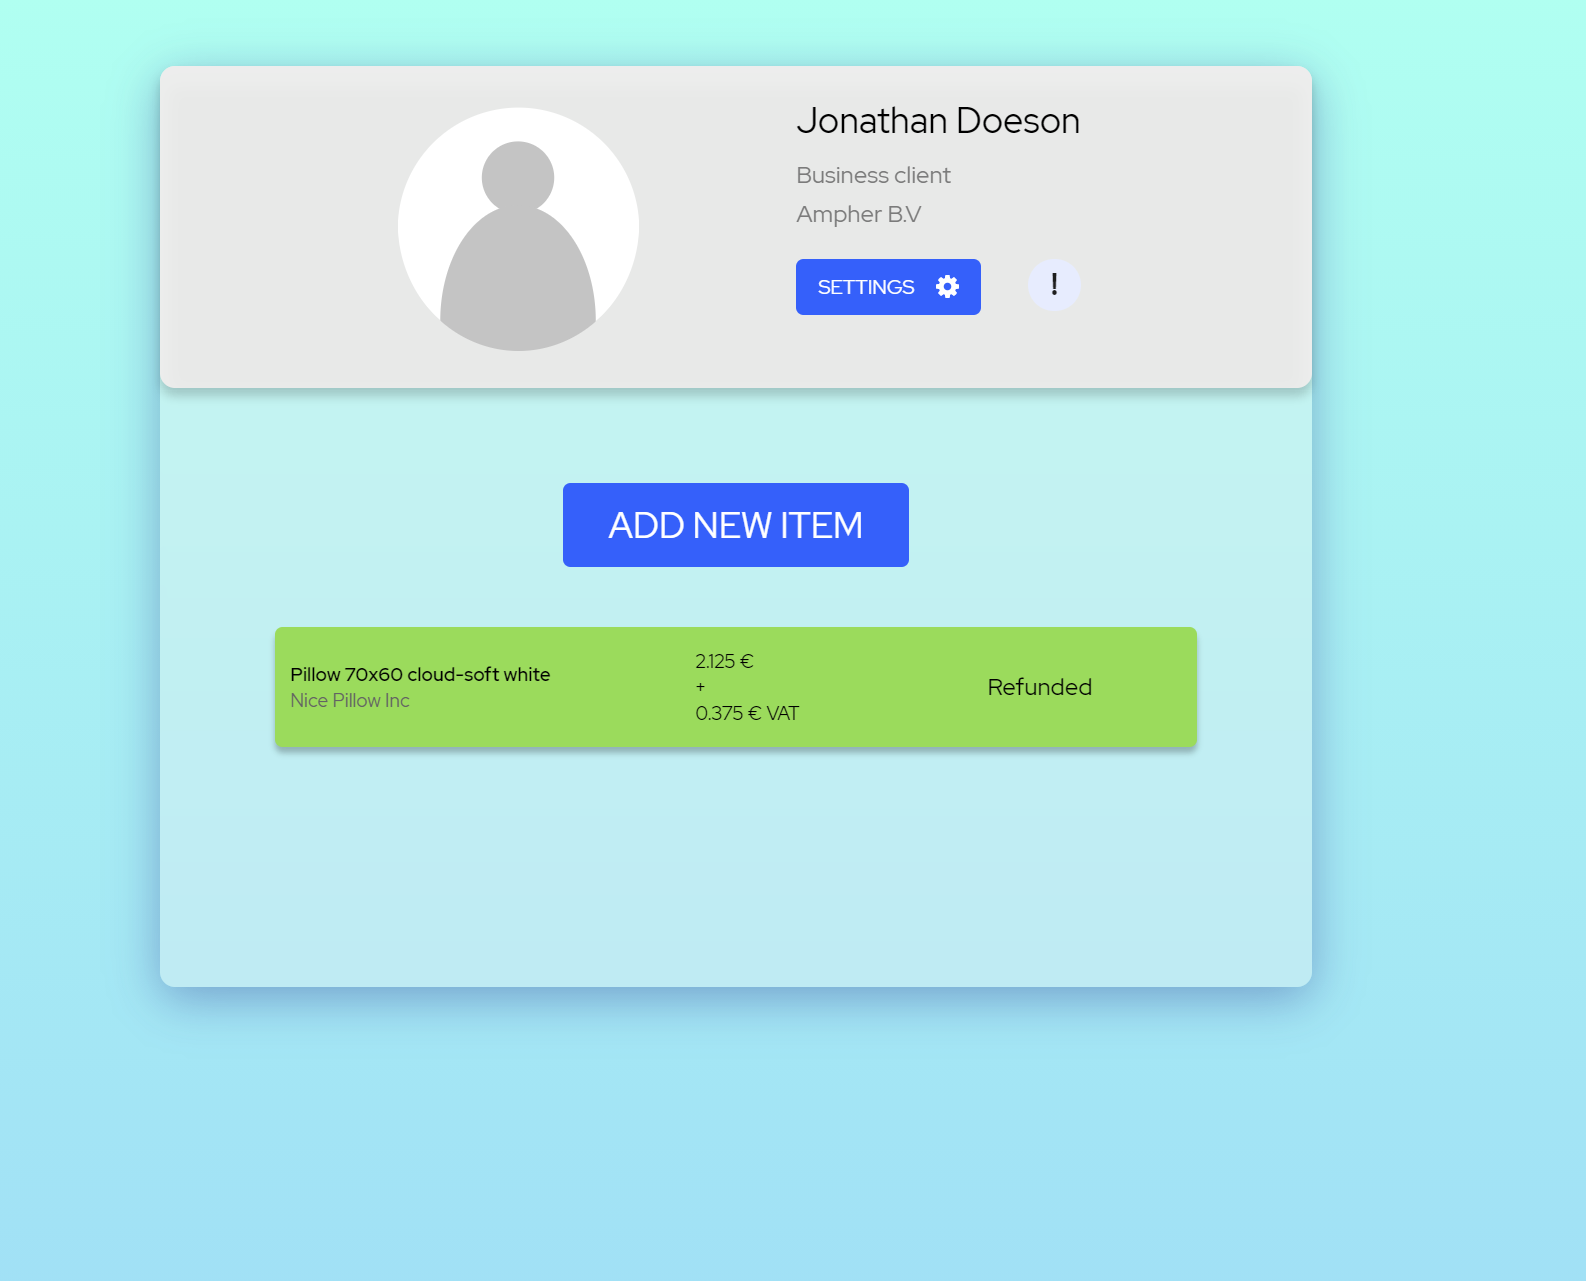 Jonathan Doeson
Business client
Ampher B.V
SETTINGS
!
ADD NEW ITEM
Pillow 70x60 cloud-soft white
Nice Pillow Inc
2.125 €
+
0.375 € VAT
Refunded